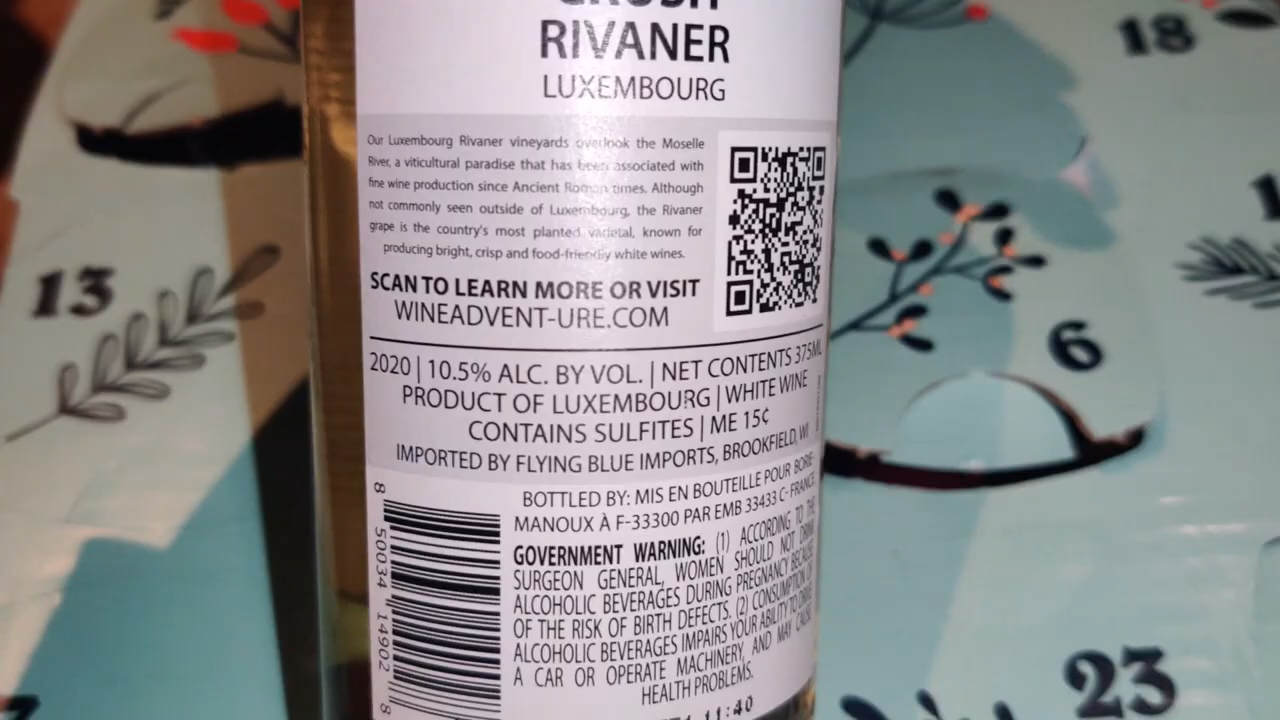 RIVANER
LUXEMBOURG
Our Luxembourg Rivaner vineyards overlook the Moselle
River, a viticultural paradise that has been associated with
fine wine production since Ancient Roman times. Although
not commonly seen outside of Luxembourg, the Rivaner
grape is the country's most planted varietal, known for
producing bright, crisp and food-friendly white wines.
SCAN TO LEARN MORE OR VISIT
WINEADVENT-URE.COM
2020 | 10.5% ALC. BY VOL. | NET CONTENTS 375ML
PRODUCT OF LUXEMBOURG | WHITE WINE
CONTAINS SULFITES | ME 15¢
IMPORTED BY FLYING BLUE IMPORTS, BROOKFIELD, WI
BOTTLED BY: MIS EN BOUTEILLE POUR BORIE-
MANOUX À F-33300 PAR EMB 33433 C- FRANCE
GOVERNMENT WARNING: (1) ACCORDING TO THE
SURGEON GENERAL, WOMEN SHOULD NOT DRINK
ALCOHOLIC BEVERAGES DURING PREGNANCY BECAUSE
OF THE RISK OF BIRTH DEFECTS. (2) CONSUMPTION OF
ALCOHOLIC BEVERAGES IMPAIRS YOUR ABILITY TO DRIVE
A CAR OR OPERATE MACHINERY, AND MAY CAUSE
HEALTH PROBLEMS.
8 50034 14902 8
11:40
13
18
6
23